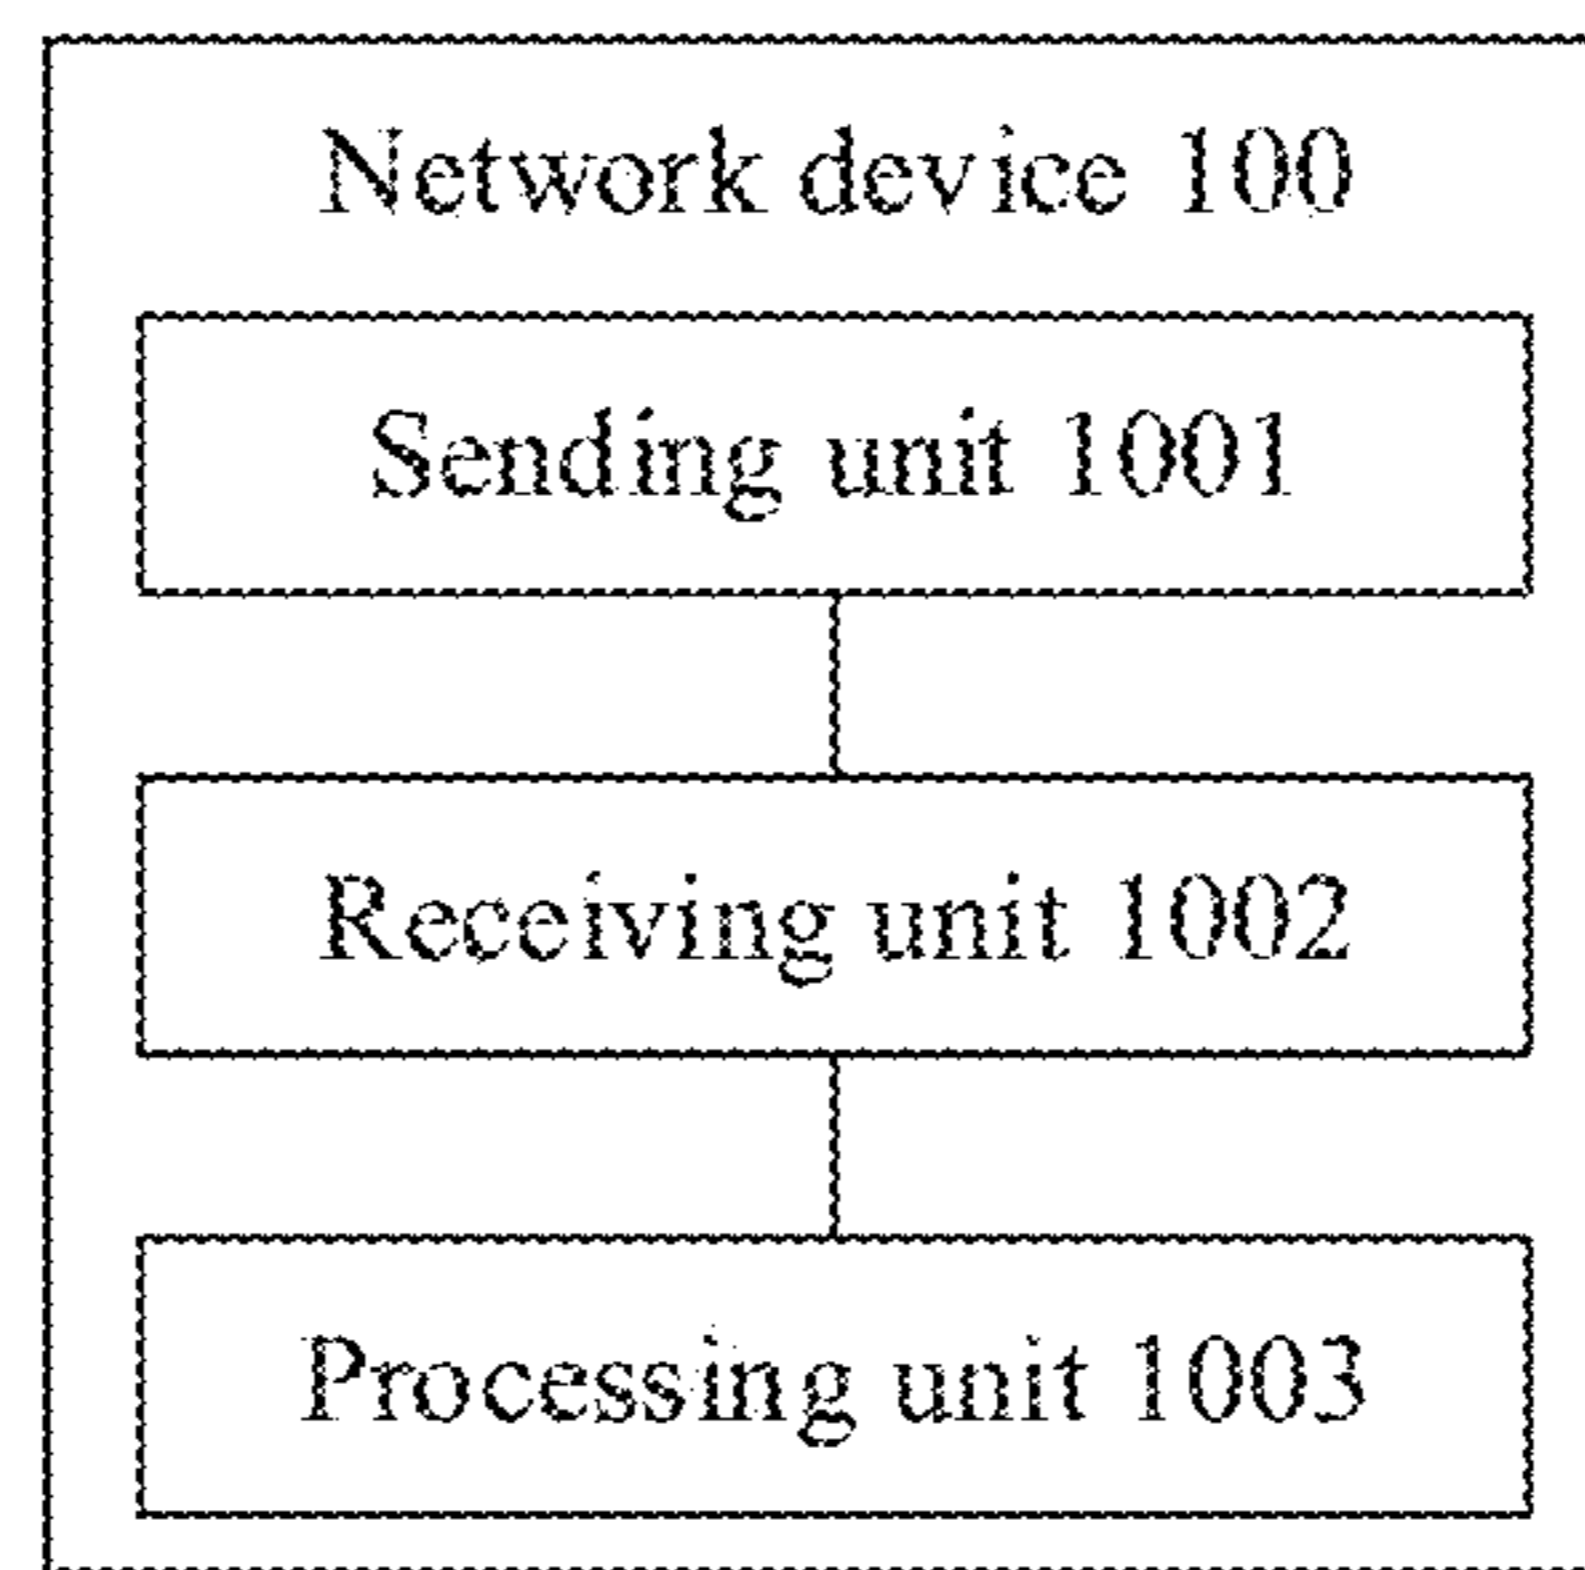 Network device 100
Sending unit 1001
Receiving unit 1002
Processing unit 1003